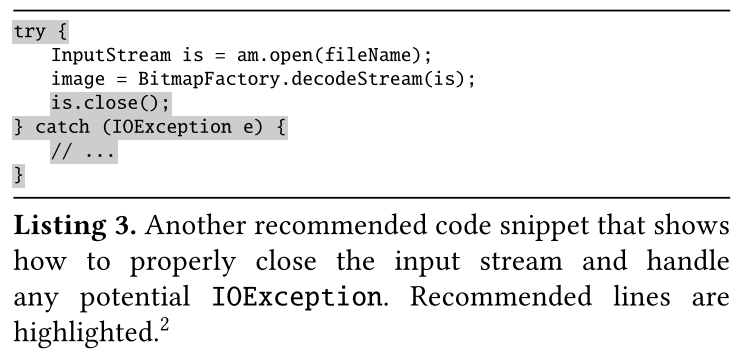 try {
    InputStream is = am.open(fileName);
    image = BitmapFactory.decodeStream(is);
    is.close();
} catch (IOException e) {
    // ...
}
Listing 3. Another recommended code snippet that shows
how to properly close the input stream and handle
any potential IOException. Recommended lines are
highlighted.2